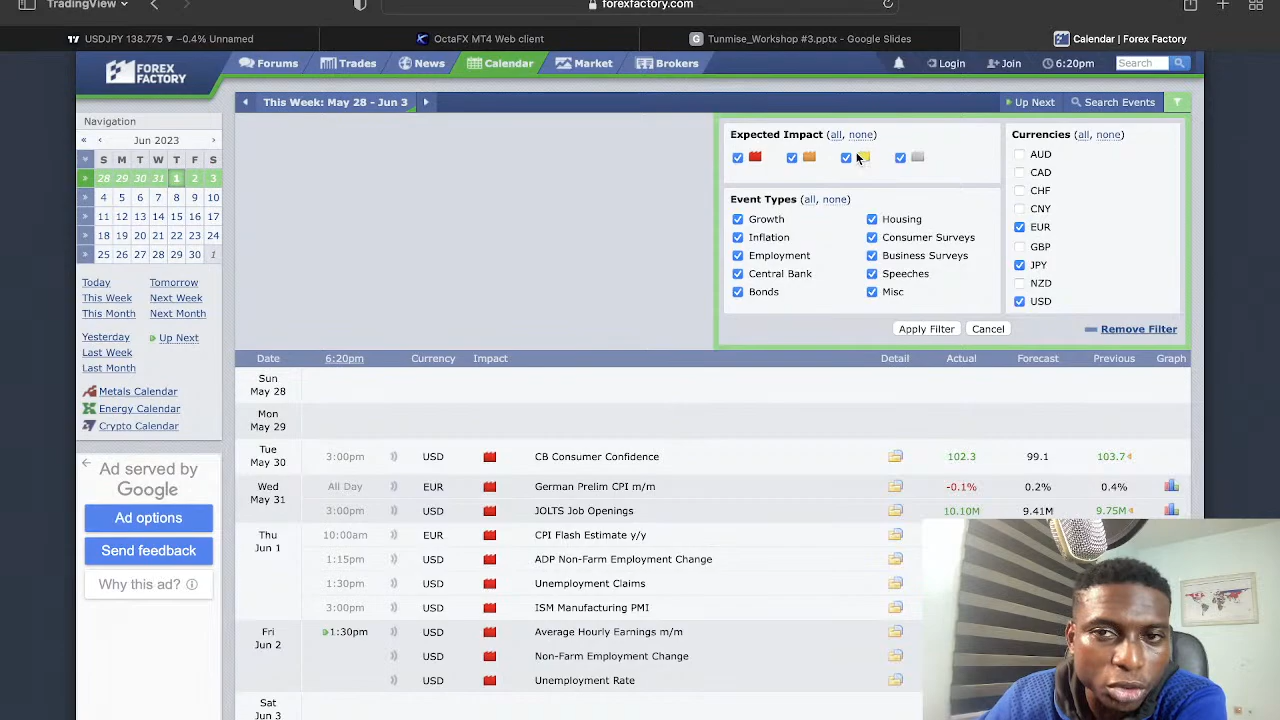 TradingView
forexfactory.com
USDJPY 138.775 ▼ −0.4% Unnamed
OctaFX MT4 Web client
Tunmise_Workshop #3.pptx - Google Slides
Calendar | Forex Factory
FOREX FACTORY
Forums
Trades
News
Calendar
Market
Brokers
Login
Join
6:20pm
Search
This Week: May 28 - Jun 3
Up Next
Search Events
Navigation
Jun 2023
S M T W T F S
28 29 30 31 1 2 3
4 5 6 7 8 9 10
11 12 13 14 15 16 17
18 19 20 21 22 23 24
25 26 27 28 29 30 1
Today Tomorrow
This Week Next Week
This Month Next Month
Yesterday Up Next
Last Week
Last Month
Metals Calendar
Energy Calendar
Crypto Calendar
Ad served by
Google
Ad options
Send feedback
Why this ad?
Expected Impact (all, none)
Event Types (all, none)
Growth Housing
Inflation Consumer Surveys
Employment Business Surveys
Central Bank Speeches
Bonds Misc
Currencies (all, none)
AUD
CAD
CHF
CNY
EUR
GBP
JPY
NZD
USD
Apply Filter Cancel Remove Filter
Date 6:20pm Currency Impact Detail Actual Forecast Previous Graph
Sun
May 28
Mon
May 29
Tue
May 30
3:00pm USD CB Consumer Confidence 102.3 99.1 103.7
Wed
May 31
All Day EUR German Prelim CPI m/m -0.1% 0.2% 0.4%
3:00pm USD JOLTS Job Openings 10.10M 9.41M 9.75M
Thu
Jun 1
10:00am EUR CPI Flash Estimate y/y
1:15pm USD ADP Non-Farm Employment Change
1:30pm USD Unemployment Claims
3:00pm USD ISM Manufacturing PMI
Fri
Jun 2
1:30pm USD Average Hourly Earnings m/m
USD Non-Farm Employment Change
USD Unemployment Rate
Sat
Jun 3